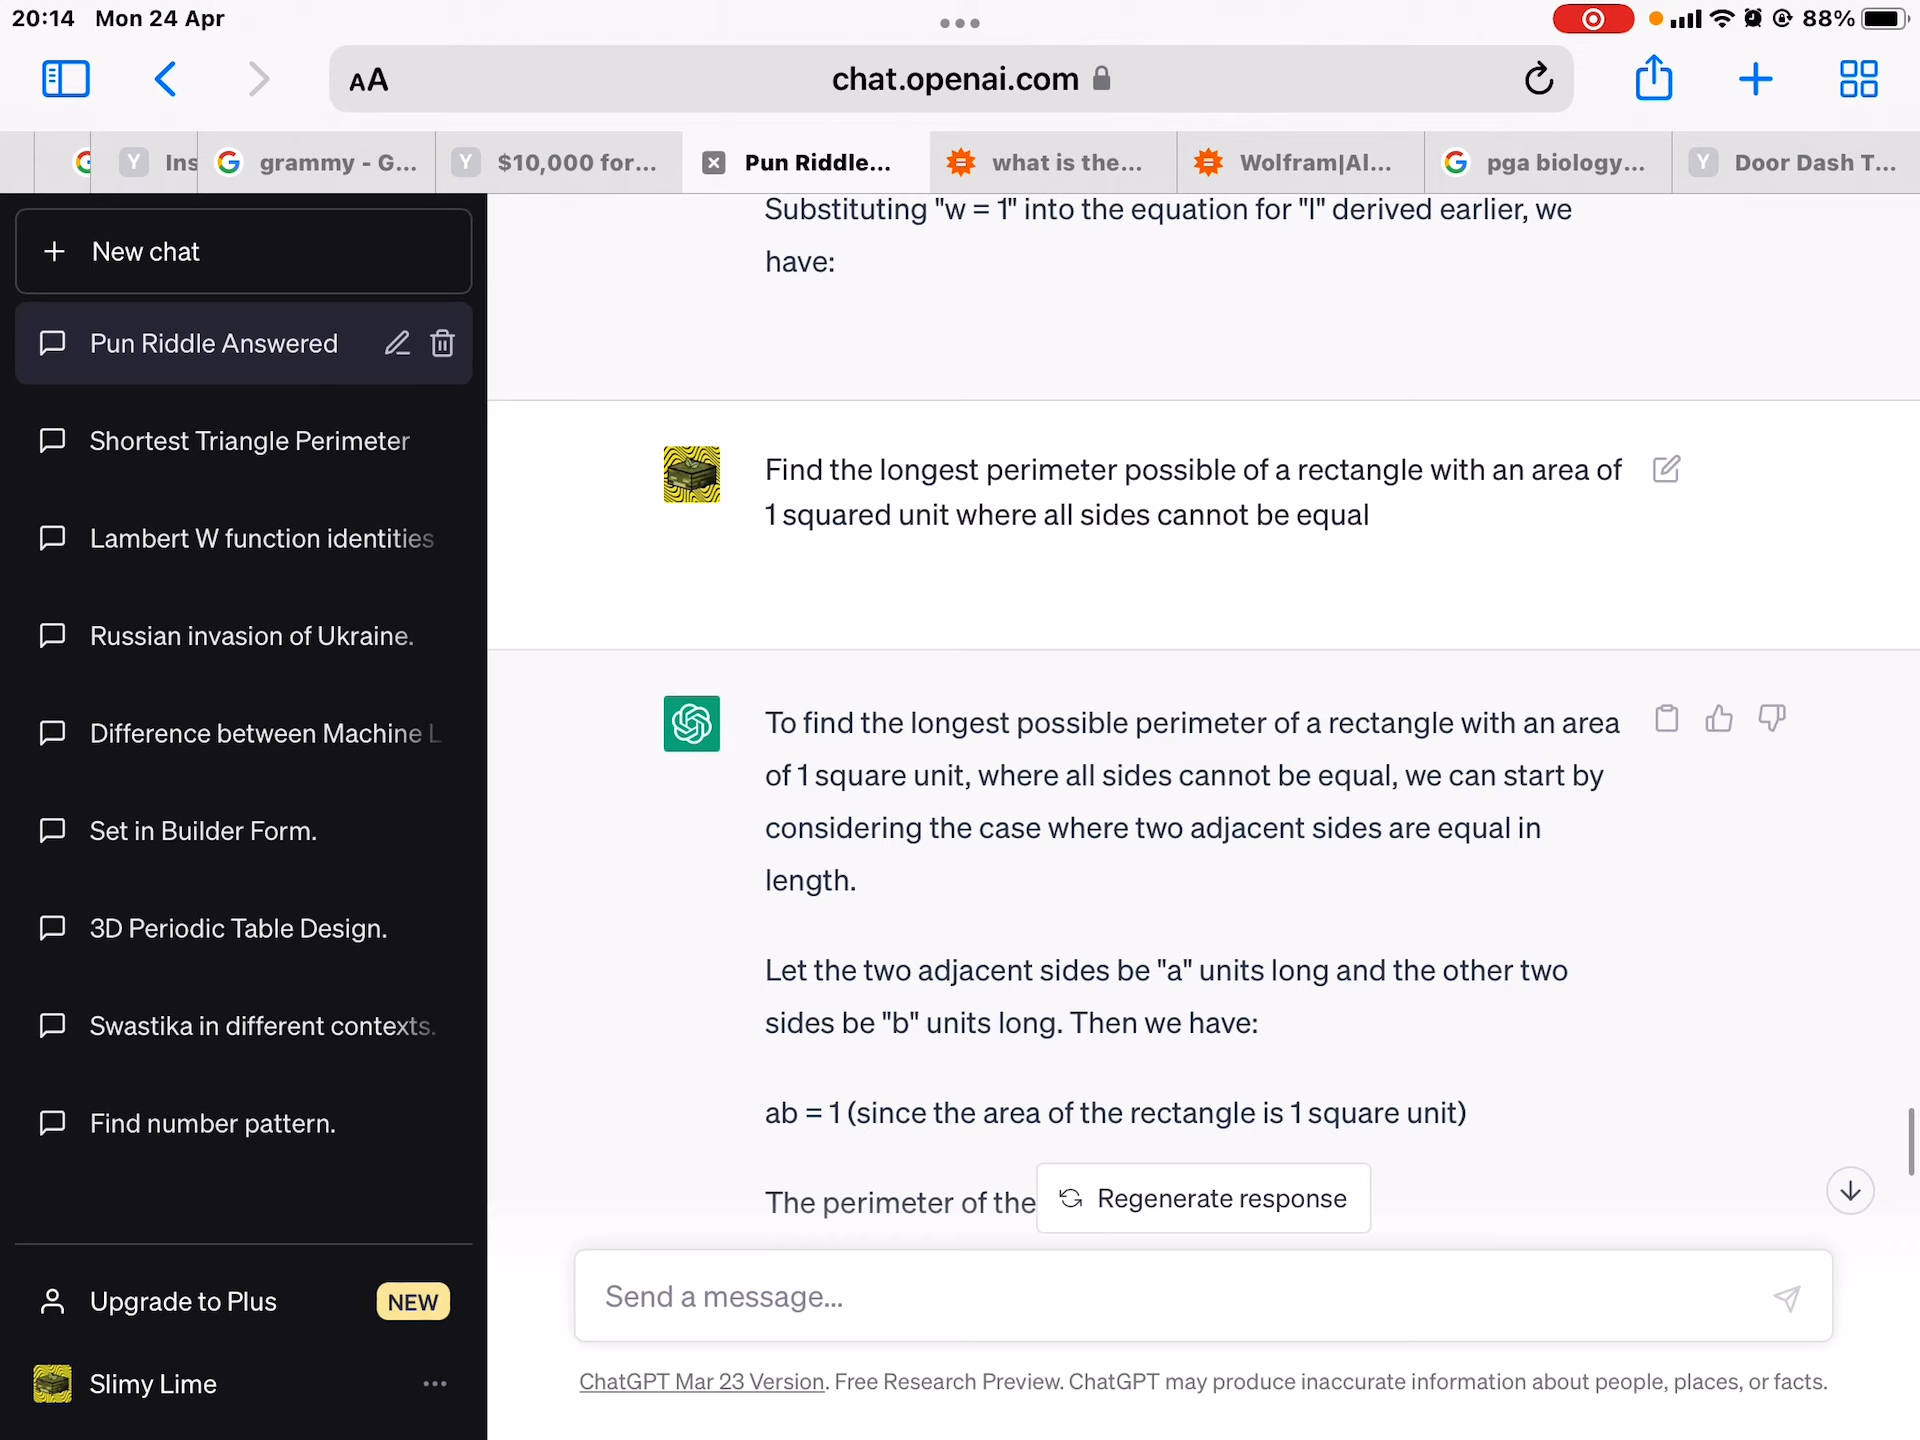 20:14 Mon 24 Apr
88%
AA
chat.openai.com
Ins
grammy - G...
$10,000 for...
Pun Riddle...
what is the...
Wolfram|Al...
pga biology...
Door Dash T...
New chat
Pun Riddle Answered
Shortest Triangle Perimeter
Lambert W function identities
Russian invasion of Ukraine.
Difference between Machine L
Set in Builder Form.
3D Periodic Table Design.
Swastika in different contexts.
Find number pattern.
Upgrade to Plus
NEW
Slimy Lime
Substituting "w = 1" into the equation for "l" derived earlier, we
have:
Find the longest perimeter possible of a rectangle with an area of
1 squared unit where all sides cannot be equal
To find the longest possible perimeter of a rectangle with an area
of 1 square unit, where all sides cannot be equal, we can start by
considering the case where two adjacent sides are equal in
length.
Let the two adjacent sides be "a" units long and the other two
sides be "b" units long. Then we have:
ab = 1 (since the area of the rectangle is 1 square unit)
The perimeter of the
Regenerate response
Send a message...
ChatGPT Mar 23 Version. Free Research Preview. ChatGPT may produce inaccurate information about people, places, or facts.